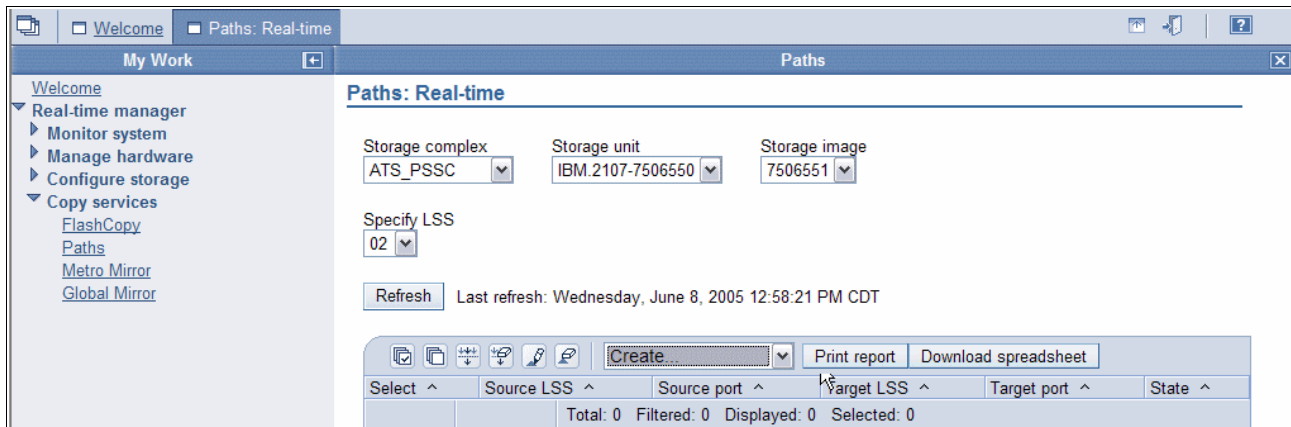 Welcome
Paths: Real-time
?
My Work
Paths
Welcome
Real-time manager
Monitor system
Manage hardware
Configure storage
Copy services
FlashCopy
Paths
Metro Mirror
Global Mirror
Paths: Real-time
Storage complex Storage unit Storage image
ATS_PSSC IBM.2107-7506550 7506551
Specify LSS
02
Refresh Last refresh: Wednesday, June 8, 2005 12:58:21 PM CDT
Create... Print report Download spreadsheet
Select ^ Source LSS ^ Source port ^ Target LSS ^ Target port ^ State ^
Total: 0 Filtered: 0 Displayed: 0 Selected: 0